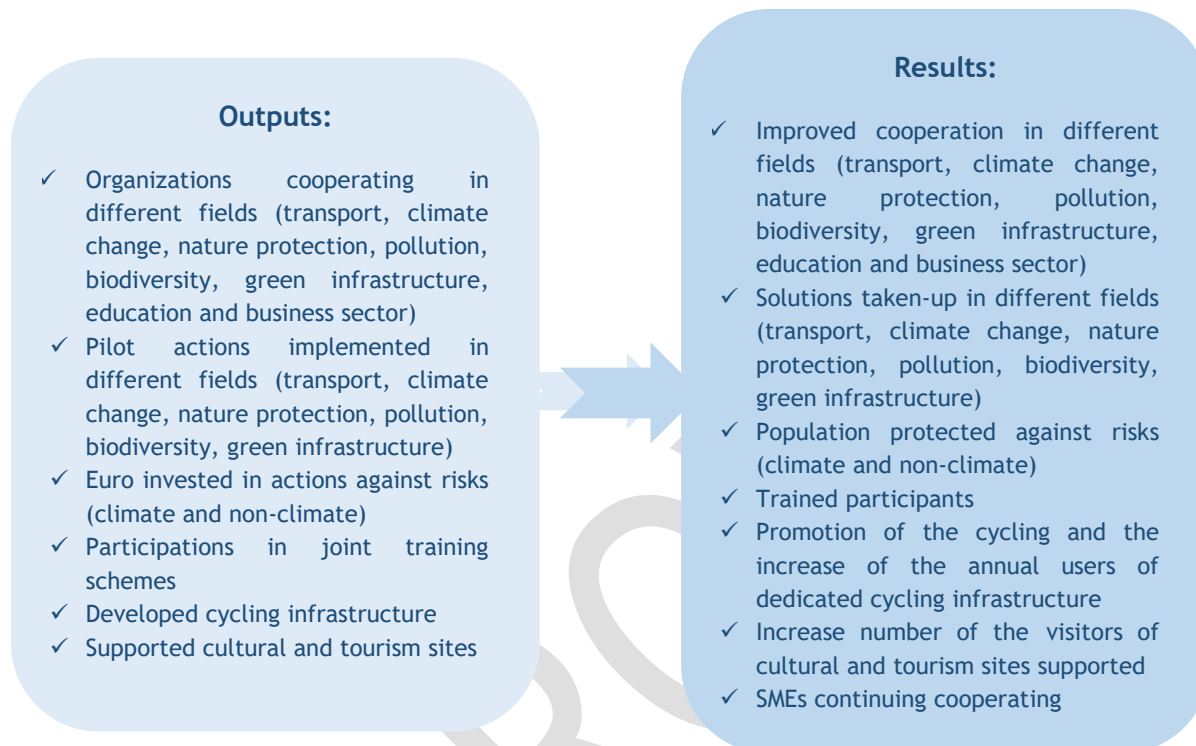 Outputs:
✓ Organizations cooperating in
different fields (transport, climate
change, nature protection, pollution,
biodiversity, green infrastructure,
education and business sector)
✓ Pilot actions implemented in
different fields (transport, climate
change, nature protection, pollution,
biodiversity, green infrastructure)
✓ Euro invested in actions against risks
(climate and non-climate)
✓ Participations in joint training
schemes
✓ Developed cycling infrastructure
✓ Supported cultural and tourism sites
Results:
✓ Improved cooperation in different
fields (transport, climate change,
nature protection, pollution,
biodiversity, green infrastructure,
education and business sector)
✓ Solutions taken-up in different fields
(transport, climate change, nature
protection, pollution, biodiversity,
green infrastructure)
✓ Population protected against risks
(climate and non-climate)
✓ Trained participants
✓ Promotion of the cycling and the
increase of the annual users of
dedicated cycling infrastructure
✓ Increase number of the visitors of
cultural and tourism sites supported
✓ SMEs continuing cooperating